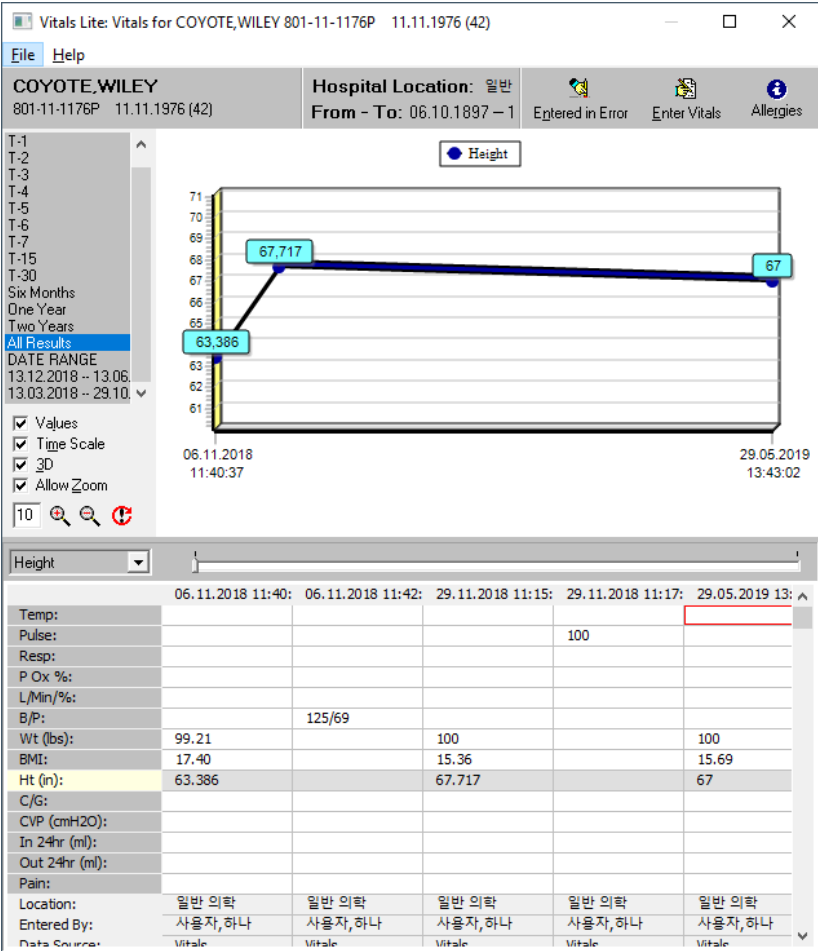 Vitals Lite: Vitals for COYOTE,WILEY 801-11-1176P 11.11.1976 (42)
File Help
COYOTE,WILEY
801-11-1176P 11.11.1976 (42)
Hospital Location: 일반
From - To: 06.10.1897 – 1
Entered in Error
Enter Vitals
Allergies
T-1
T-2
T-3
T-4
T-5
T-6
T-7
T-15
T-30
Six Months
One Year
Two Years
All Results
DATE RANGE
13.12.2018 -- 13.06.
13.03.2018 -- 29.10.
Values
Time Scale
3D
Allow Zoom
10
Height
71
70
69
68
67
66
65
63
62
61
63,386
67,717
67
06.11.2018
11:40:37
29.05.2019
13:43:02
Height
06.11.2018 11:40: 06.11.2018 11:42: 29.11.2018 11:15: 29.11.2018 11:17: 29.05.2019 13:
Temp:
Pulse: 100
Resp:
P Ox %:
L/Min/%:
B/P: 125/69
Wt (lbs): 99.21 100 100
BMI: 17.40 15.36 15.69
Ht (in): 63.386 67.717 67
C/G:
CVP (cmH2O):
In 24hr (ml):
Out 24hr (ml):
Pain:
Location: 일반 의학 일반 의학 일반 의학 일반 의학 일반 의학
Entered By: 사용자,하나 사용자,하나 사용자,하나 사용자,하나 사용자,하나
Data Source: Vitals Vitals Vitals Vitals Vitals